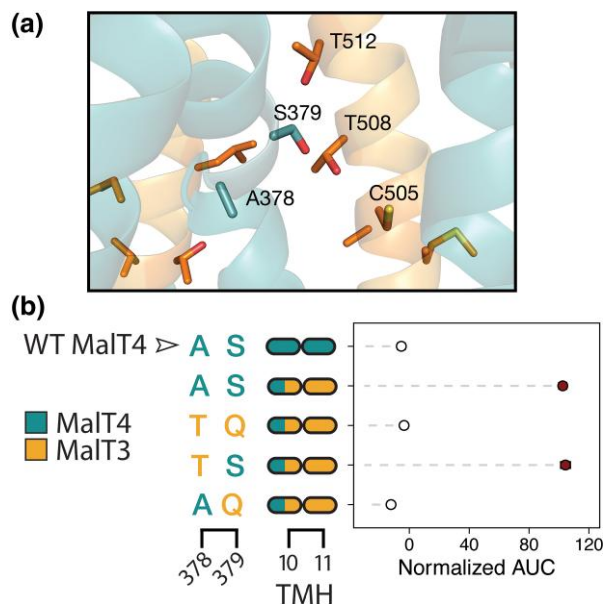 (a)
T512
S379
T508
A378
C505
(b)
WT MalT4
A S
A S
MalT4
T Q
MalT3
T S
A Q
378 379
10 11
TMH
0 40 80 120
Normalized AUC